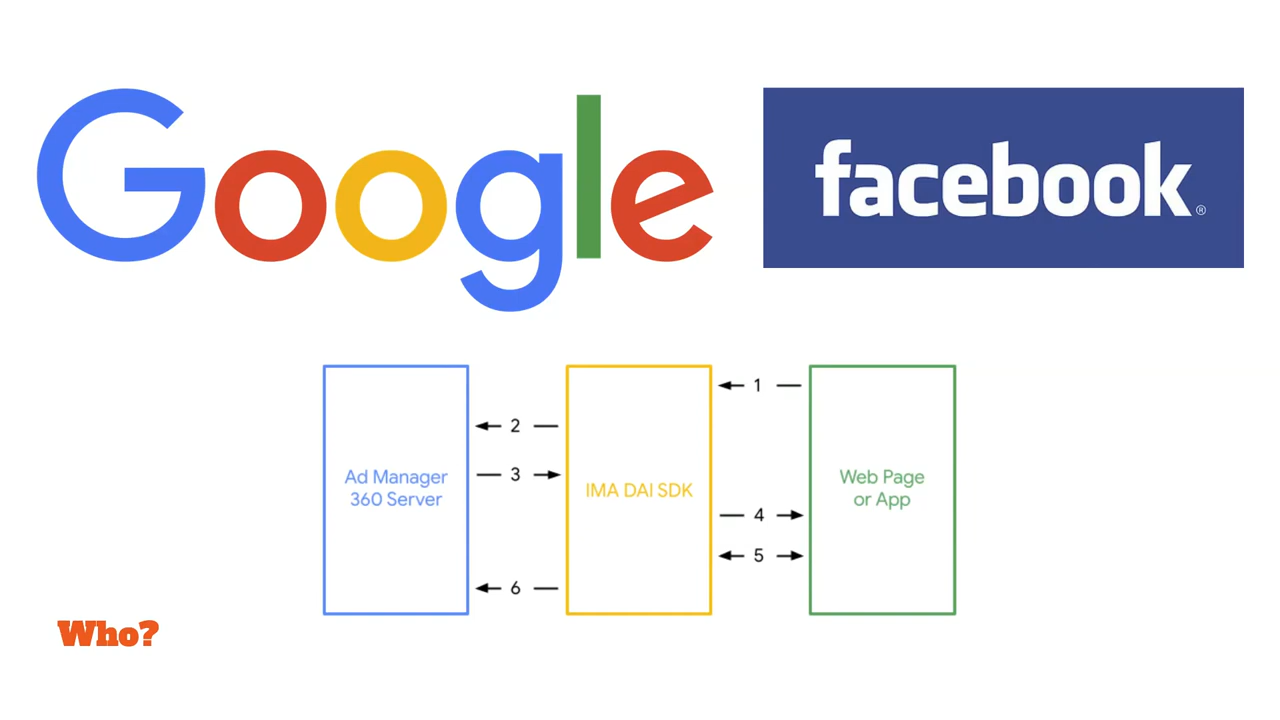 Google
facebook®
1
2
3
Ad Manager
360 Server
IMA DAI SDK
Web Page
or App
4
5
6
Who?